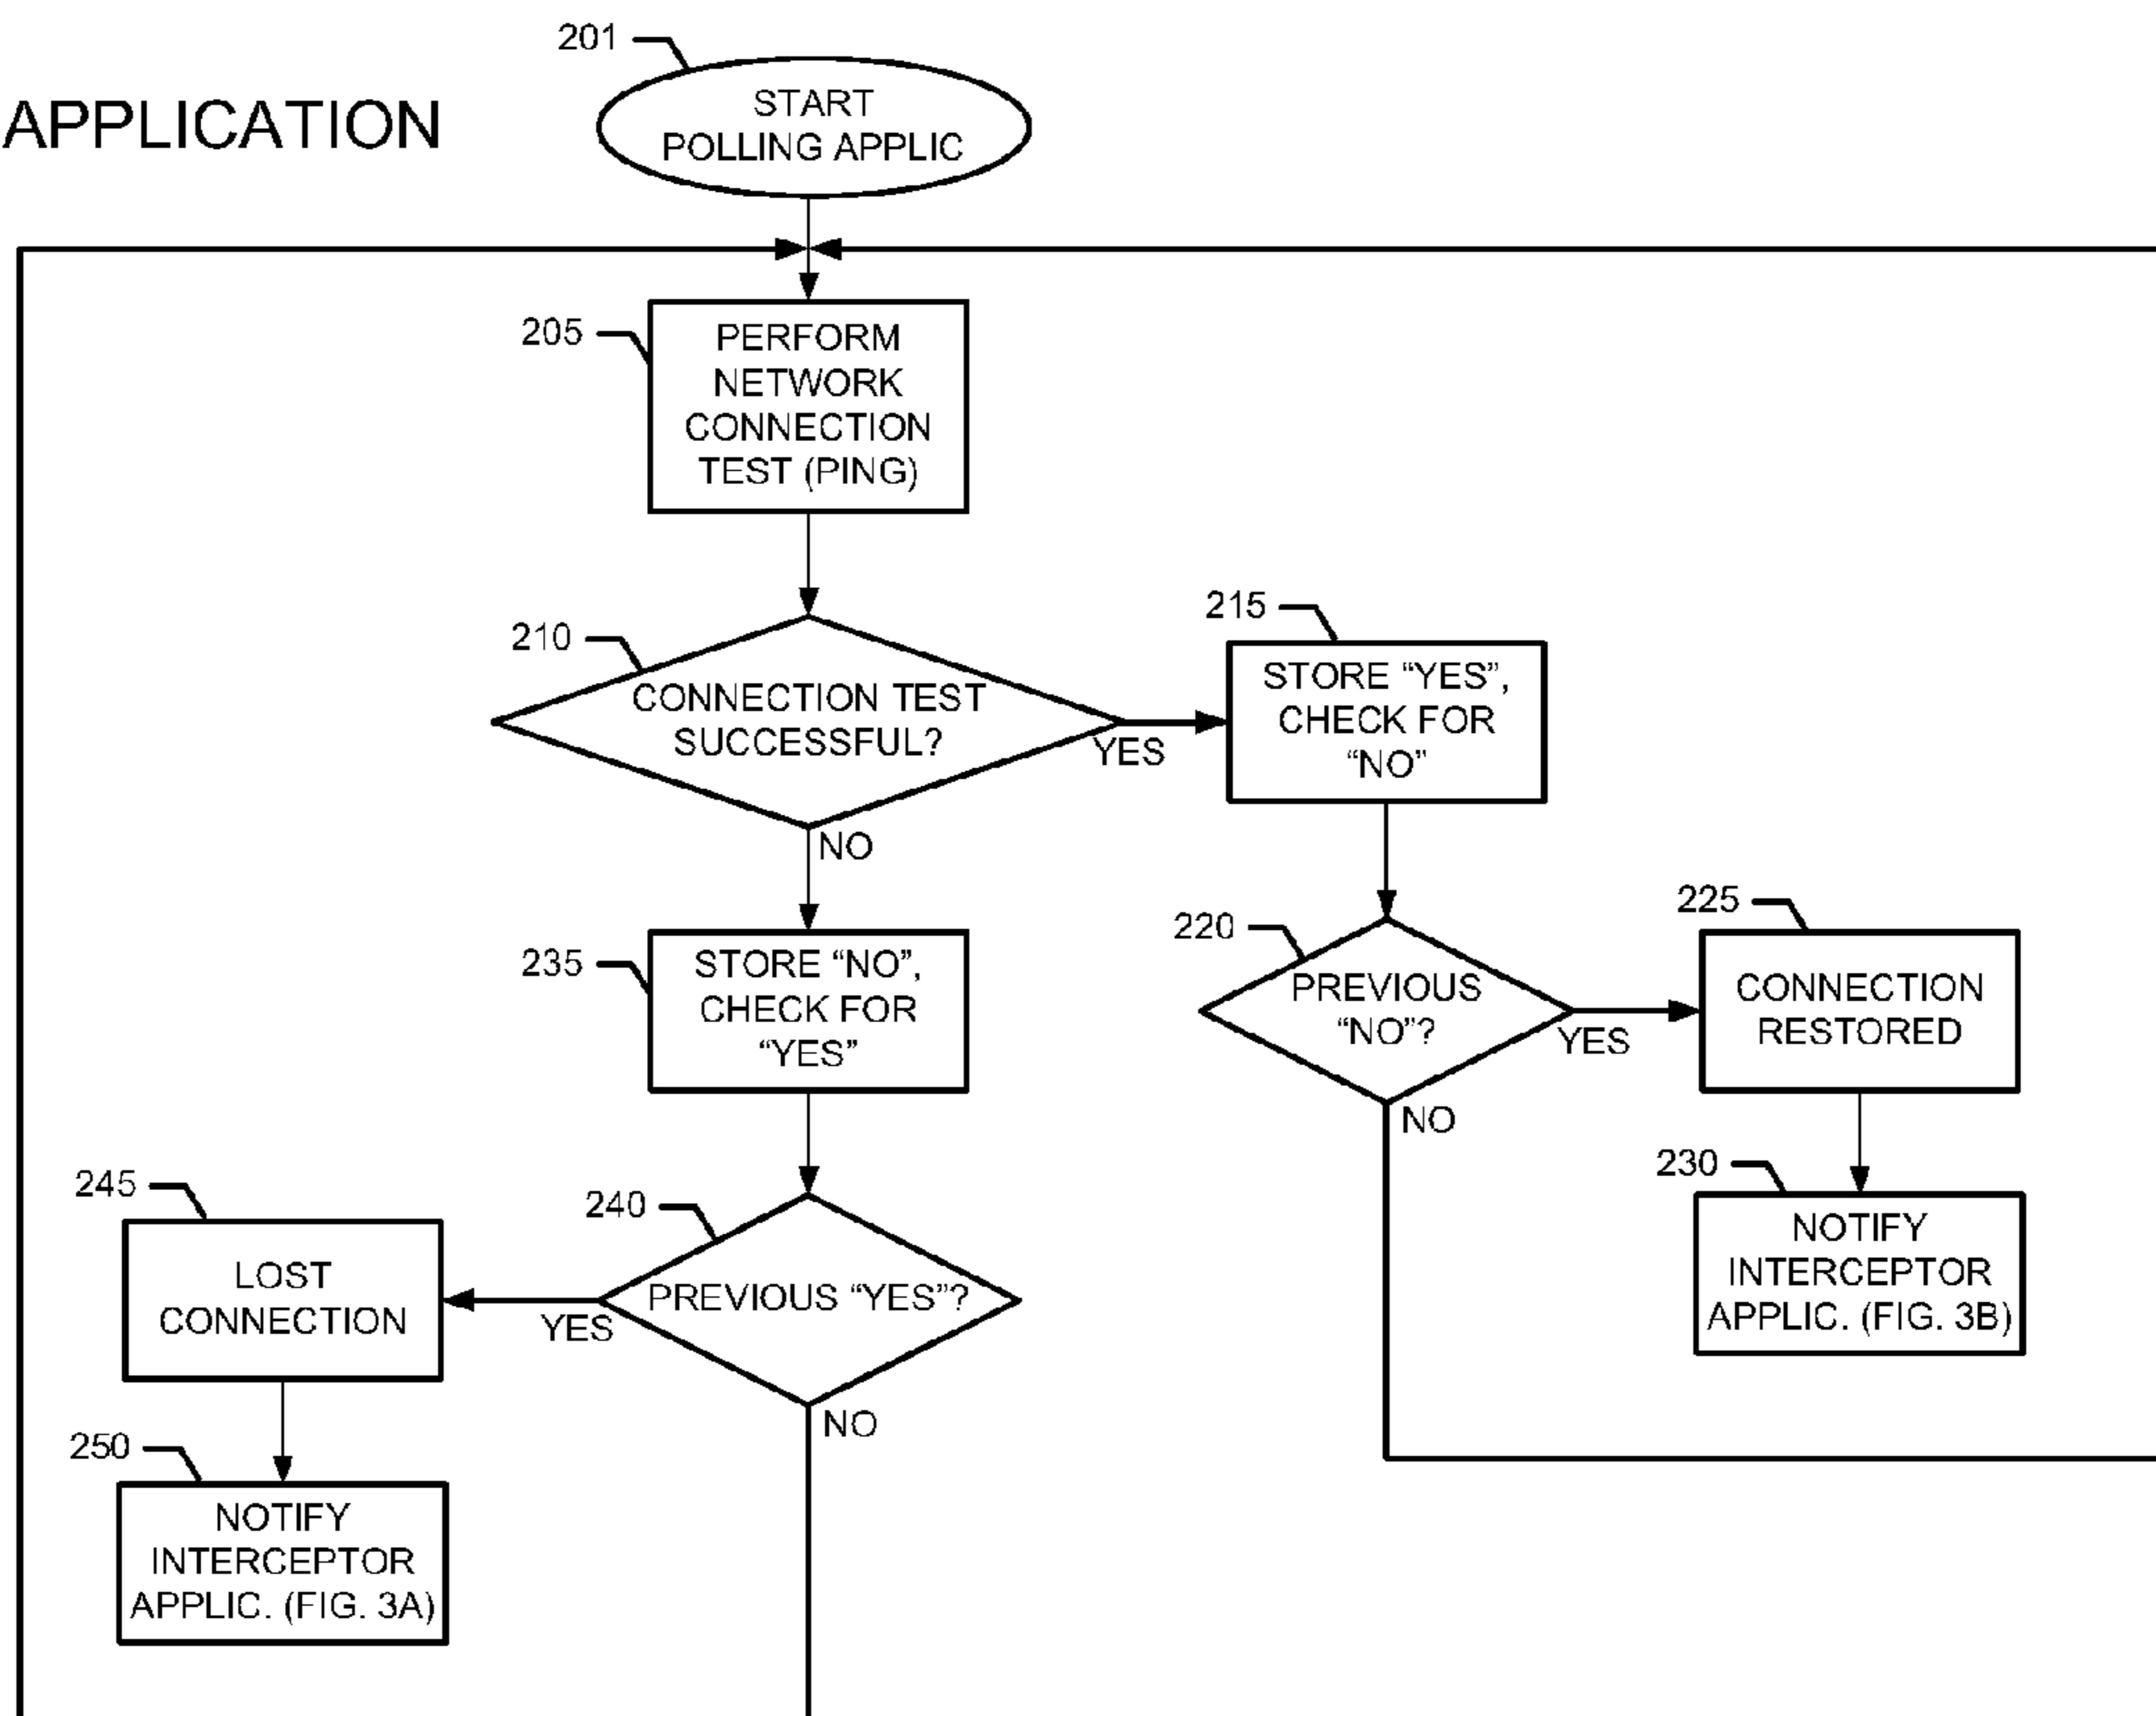 201
APPLICATION
START
POLLING APPLIC
205
PERFORM
NETWORK
CONNECTION
TEST (PING)
210
CONNECTION TEST
SUCCESSFUL?
YES
NO
215
STORE “YES”,
CHECK FOR
“NO”
220
PREVIOUS
“NO”?
YES
NO
225
CONNECTION
RESTORED
230
NOTIFY
INTERCEPTOR
APPLIC. (FIG. 3B)
235
STORE “NO”,
CHECK FOR
“YES”
240
PREVIOUS “YES”?
YES
NO
245
LOST
CONNECTION
250
NOTIFY
INTERCEPTOR
APPLIC. (FIG. 3A)